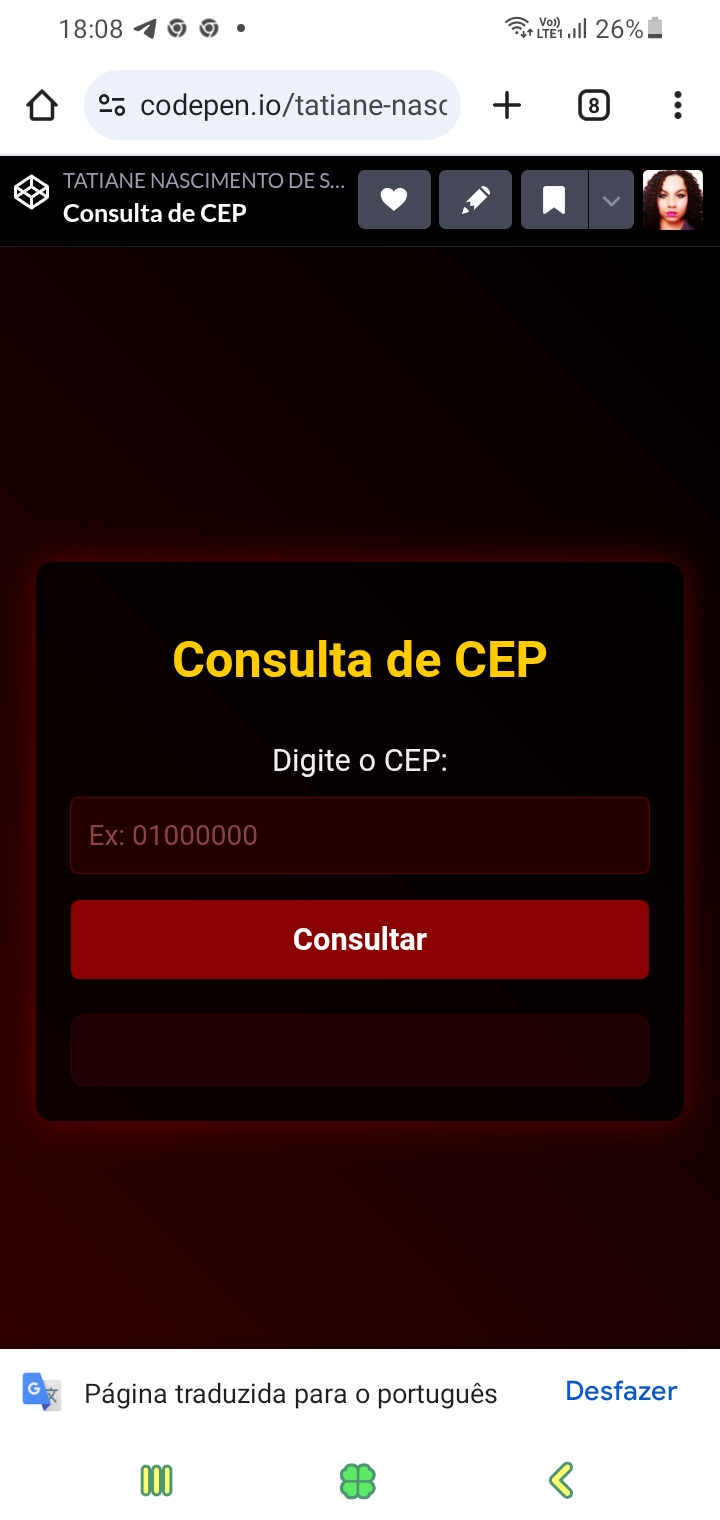 18:08
Vo)) LTE1 26%
codepen.io/tatiane-nasc
8
TATIANE NASCIMENTO DE S...
Consulta de CEP
Consulta de CEP
Digite o CEP:
Ex: 01000000
Consultar
G 文 Página traduzida para o português Desfazer